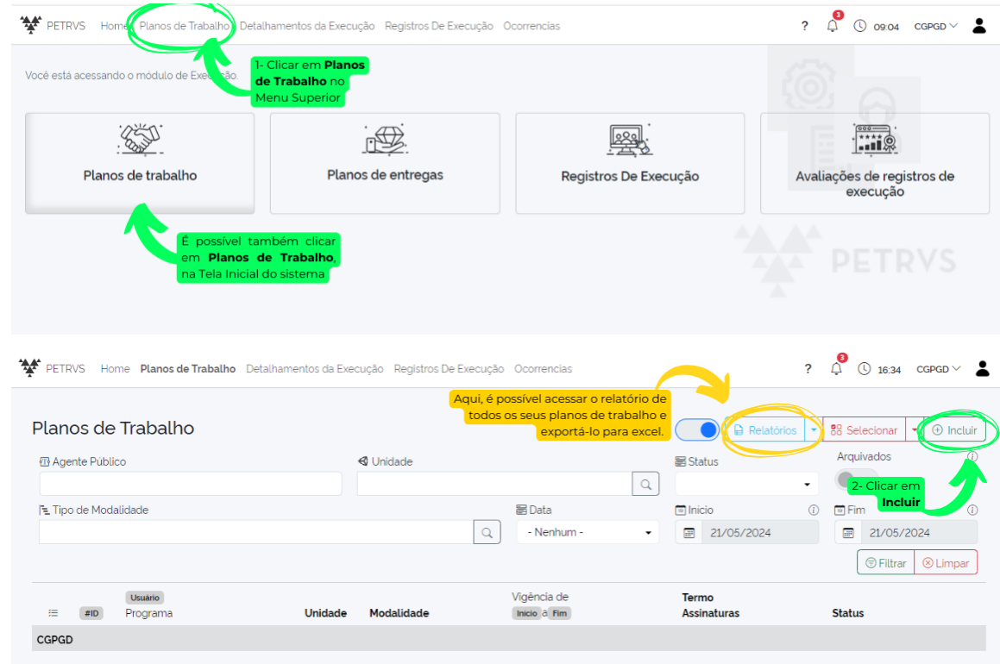 PETRVS Home Planos de Trabalho Detalhamentos da Execução Registros De Execução Ocorrencias ? 3 09:04 CGPGD
1- Clicar em Planos
de Trabalho no
Menu Superior
Você está acessando o módulo de Execução.
Planos de trabalho
Planos de entregas
Registros De Execução
Avaliações de registros de
execução
É possível também clicar
em Planos de Trabalho,
na Tela Inicial do sistema
PETRVS
PETRVS Home Planos de Trabalho Detalhamentos da Execução Registros De Execução Ocorrencias ? 3 16:34 CGPGD
Aqui, é possível acessar o relatório de
todos os seus planos de trabalho e
exportá-lo para excel.
Planos de Trabalho
Relatórios Selecionar Incluir
Agente Público Unidade Status Arquivados
2- Clicar em
Incluir
Tipo de Modalidade Data Início Fim
- Nenhum - 21/05/2024 21/05/2024
Filtrar Limpar
#ID Usuário
Programa Unidade Modalidade
Vigência de
Inicio a Fim
Termo
Assinaturas
Status
CGPGD